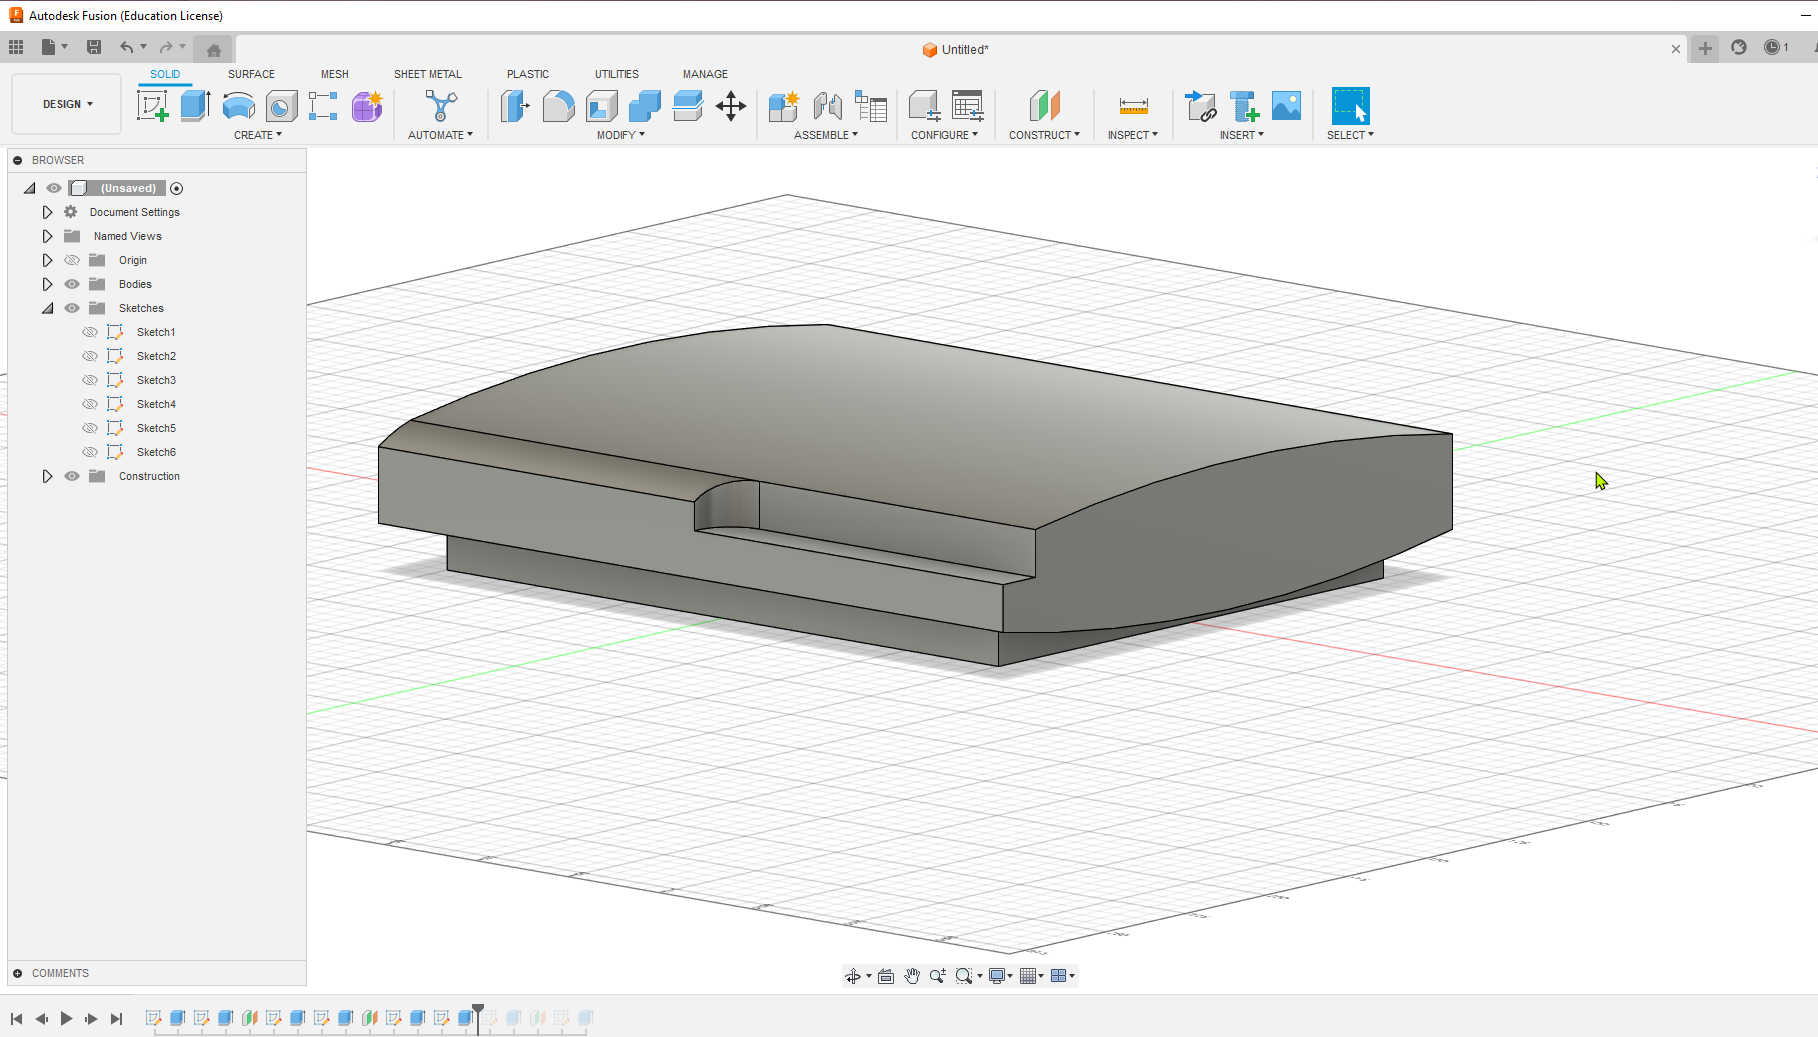 Autodesk Fusion (Education License)
Untitled*
1
SOLID SURFACE MESH SHEET METAL PLASTIC UTILITIES MANAGE
DESIGN
CREATE AUTOMATE MODIFY ASSEMBLE CONFIGURE CONSTRUCT INSPECT INSERT SELECT
BROWSER
(Unsaved)
Document Settings
Named Views
Origin
Bodies
Sketches
Sketch1
Sketch2
Sketch3
Sketch4
Sketch5
Sketch6
Construction
COMMENTS